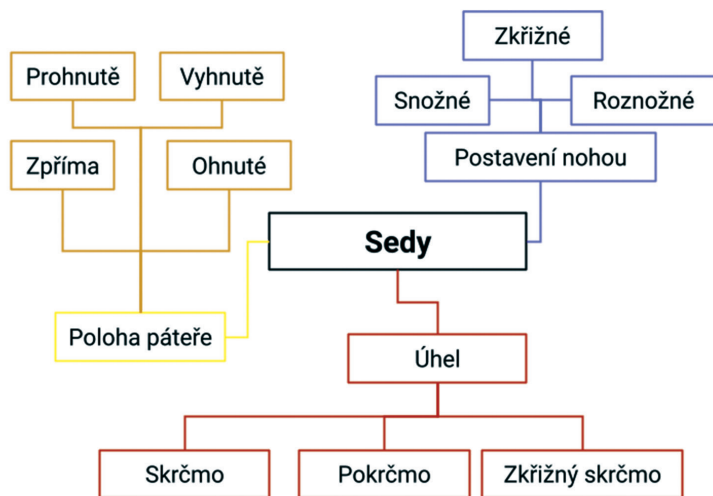 Zkřižné
Prohnutě
Vyhnutě
Snožné
Roznožné
Zpříma
Ohnuté
Postavení nohou
Sedy
Poloha páteře
Úhel
Skrčmo
Pokrčmo
Zkřižný skrčmo